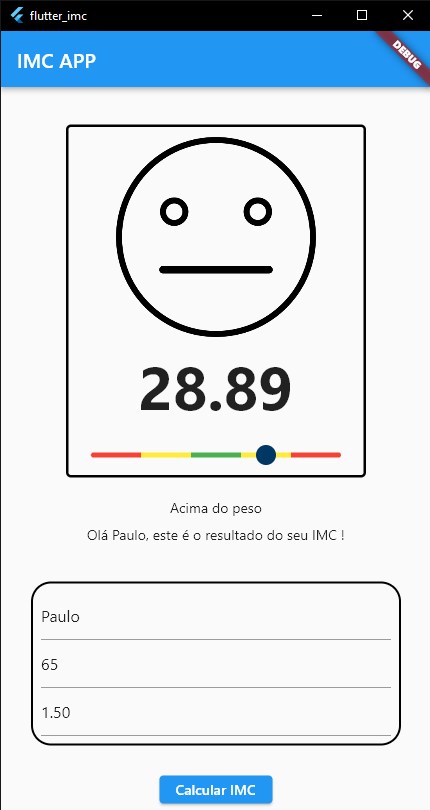 flutter_imc
IMC APP
DEBUG
28.89
Acima do peso
Olá Paulo, este é o resultado do seu IMC !
Paulo
65
1.50
Calcular IMC